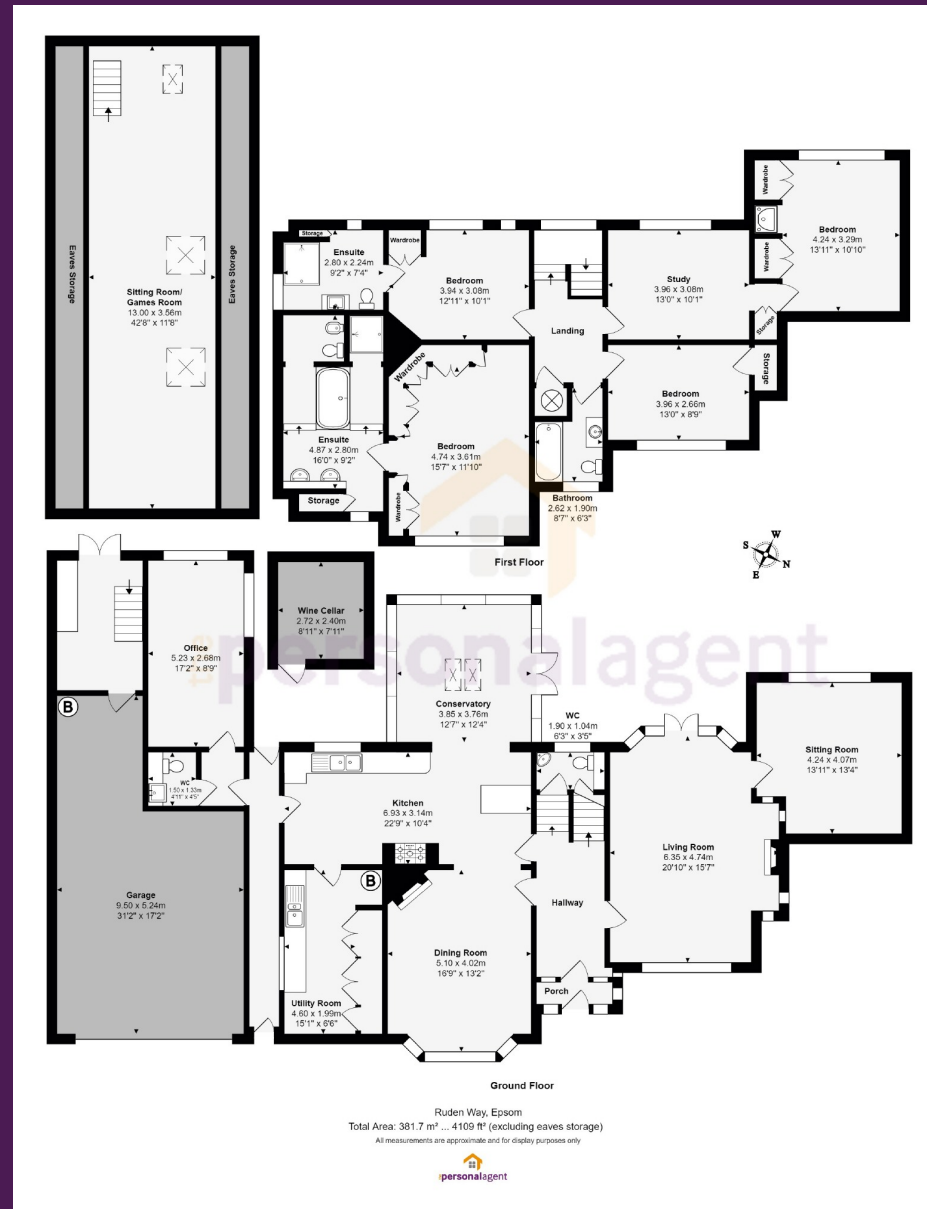 Eaves Storage
Sitting Room/
Games Room
13.00 x 3.56m
42'8" x 11'8"
Eaves Storage
Storage
Ensuite
2.80 x 2.24m
9'2" x 7'4"
Wardrobe
Bedroom
3.94 x 3.08m
12'11" x 10'1"
Landing
Study
3.96 x 3.08m
13'0" x 10'1"
Wardrobe
Wardrobe
Bedroom
4.24 x 3.29m
13'11" x 10'10"
Storage
Storage
Bedroom
3.96 x 2.66m
13'0" x 8'9"
Wardrobe
Ensuite
4.87 x 2.80m
16'0" x 9'2"
Storage
Bedroom
4.74 x 3.61m
15'7" x 11'10"
Wardrobe
Bathroom
2.62 x 1.90m
8'7" x 6'3"
First Floor
S W
E N
Office
5.23 x 2.68m
17'2" x 8'9"
Wine Cellar
2.72 x 2.40m
8'11" x 7'11"
the personalagent
Conservatory
3.85 x 3.76m
12'7" x 12'4"
WC
1.90 x 1.04m
6'3" x 3'5"
B
WC
1.50 x 1.33m
4'11" x 4'5"
Kitchen
6.93 x 3.14m
22'9" x 10'4"
Sitting Room
4.24 x 4.07m
13'11" x 13'4"
Living Room
6.35 x 4.74m
20'10" x 15'7"
B
Garage
9.50 x 5.24m
31'2" x 17'2"
Hallway
Dining Room
5.10 x 4.02m
16'9" x 13'2"
Utility Room
4.60 x 1.99m
15'1" x 6'6"
Porch
Ground Floor
Ruden Way, Epsom
Total Area: 381.7 m² ... 4109 ft² (excluding eaves storage)
All measurements are approximate and for display purposes only
the personalagent